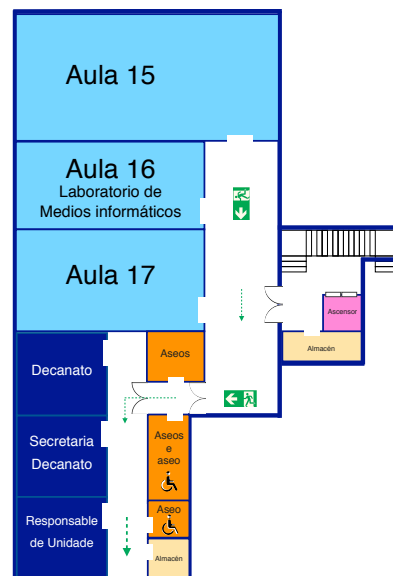 Aula 15
Aula 16
Laboratorio de
Medios informáticos
Aula 17
Ascensor
Almacén
Aseos
Decanato
Aseos
e
aseo
Secretaria
Decanato
Aseo
Responsable
de Unidade
Almacén